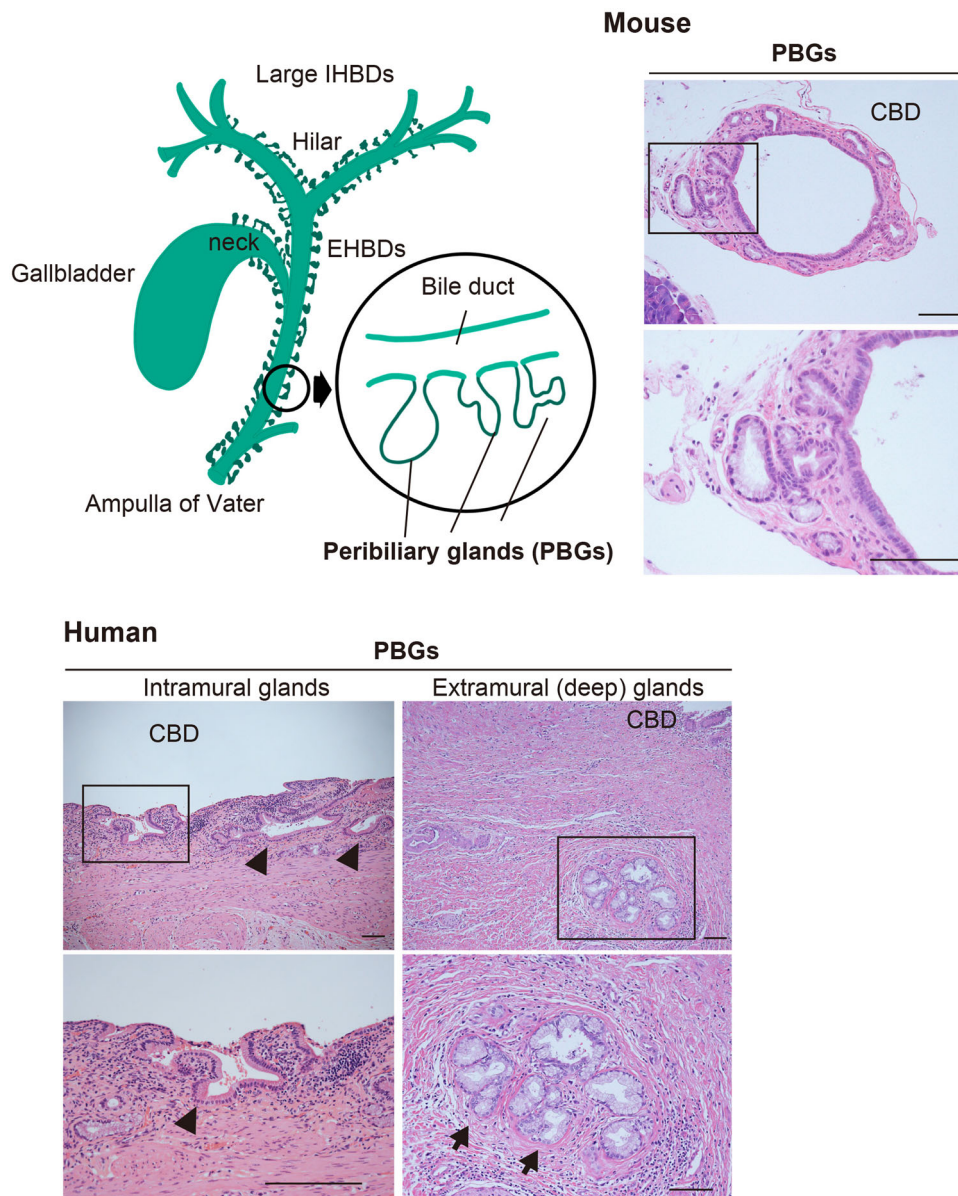 Mouse
PBGs
CBD
Large IHBDs
Hilar
neck
EHBDs
Gallbladder
Bile duct
Ampulla of Vater
Peribiliary glands (PBGs)
Human
PBGs
Intramural glands
Extramural (deep) glands
CBD
CBD